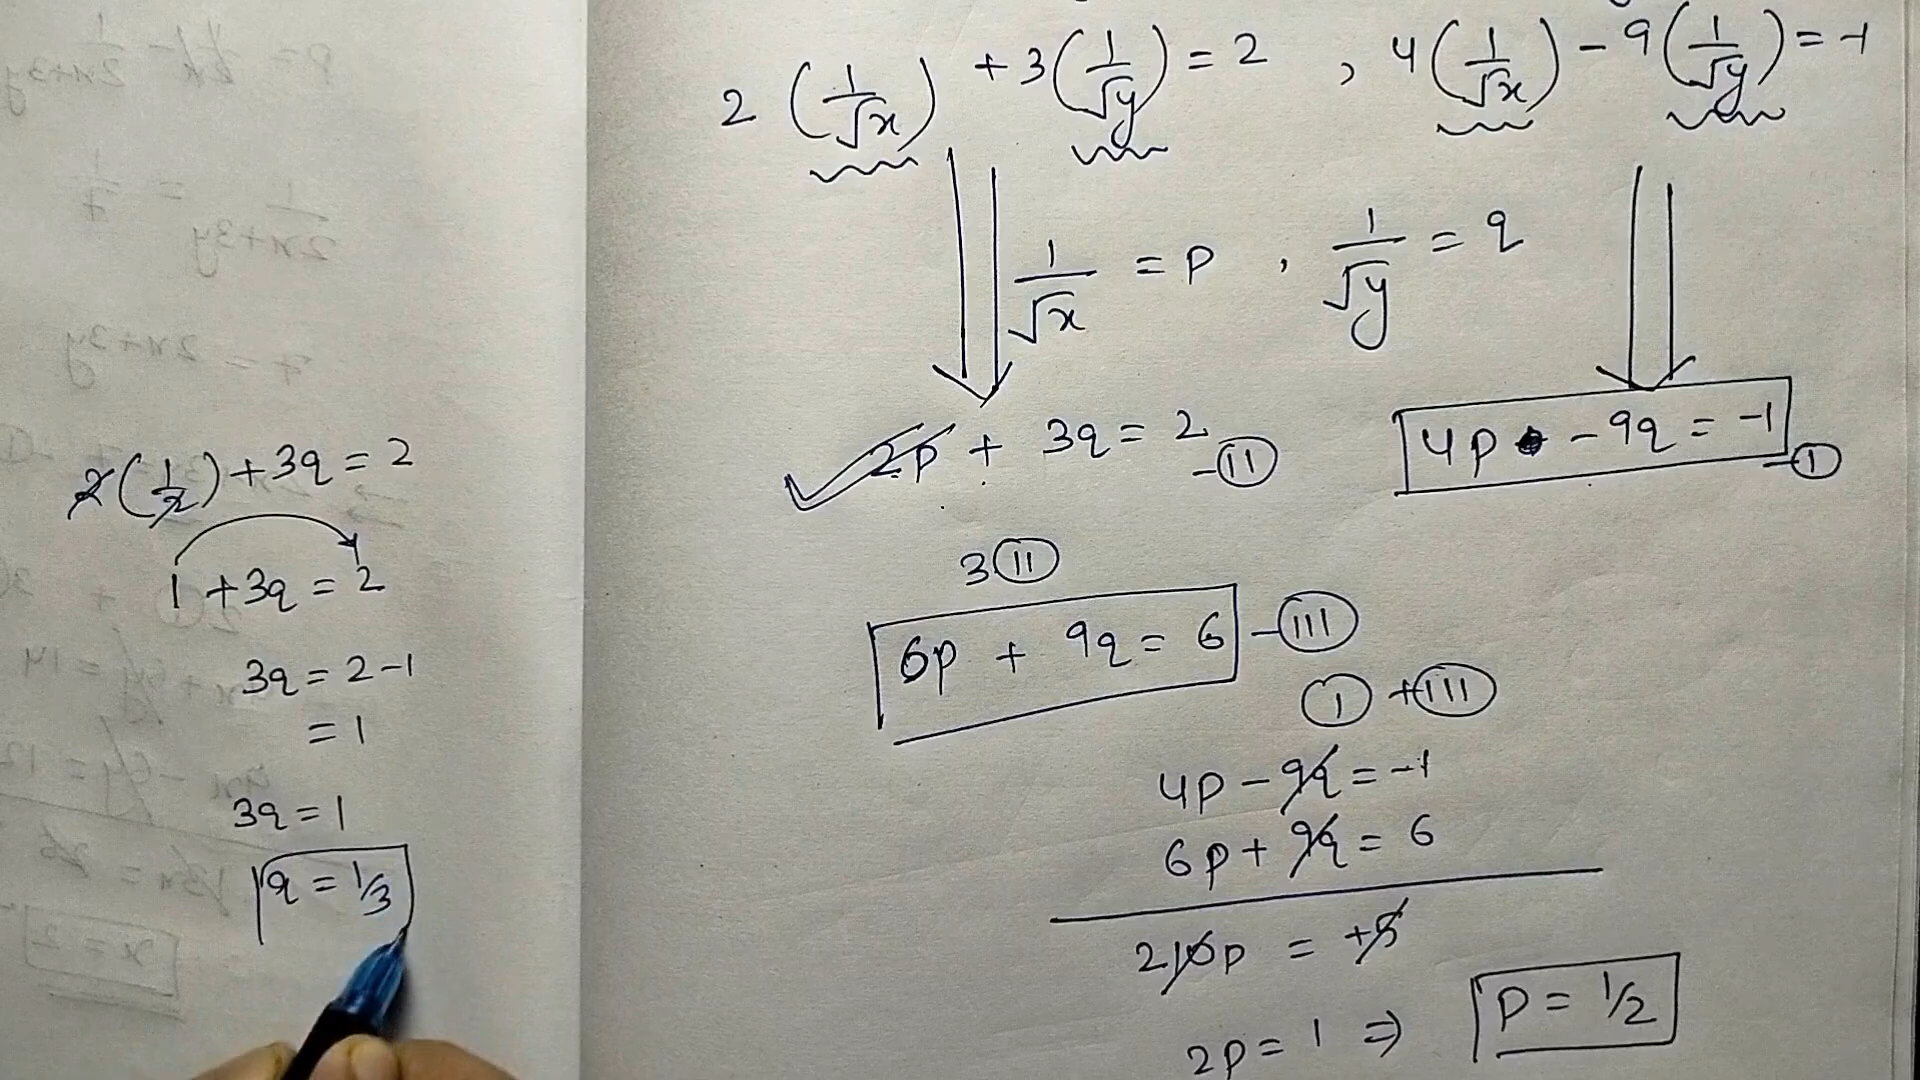 2(1/√x) + 3(1/√y) = 2 , 4(1/√x) - 9(1/√y) = -1
1/√x = p , 1/√y = q
2p + 3q = 2 -(II)
4p - 9q = -1 -(I)
3(II)
6p + 9q = 6 -(III)
(I) + (III)
4p - 9q = -1
6p + 9q = 6
2 10p = +5
2p = 1 ⇒ p = 1/2
2(1/2) + 3q = 2
1 + 3q = 2
3q = 2 - 1
= 1
3q = 1
q = 1/3